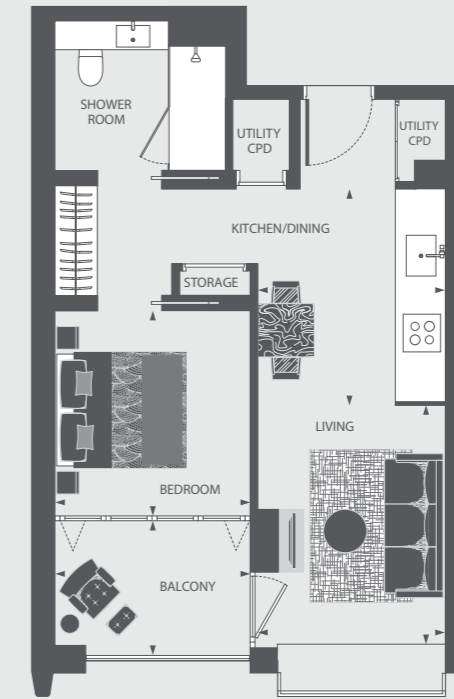 SHOWER
ROOM
UTILITY
CPD
UTILITY
CPD
KITCHEN/DINING
STORAGE
LIVING
BEDROOM
BALCONY